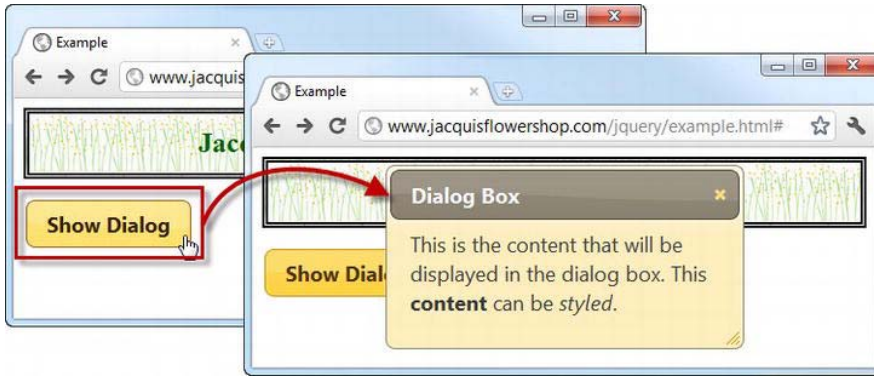 Example
www.jacquis
Jac
Show Dialog
Example
www.jacquisflowershop.com/jquery/example.html#
Dialog Box
Show Dial
This is the content that will be
displayed in the dialog box. This
content can be styled.